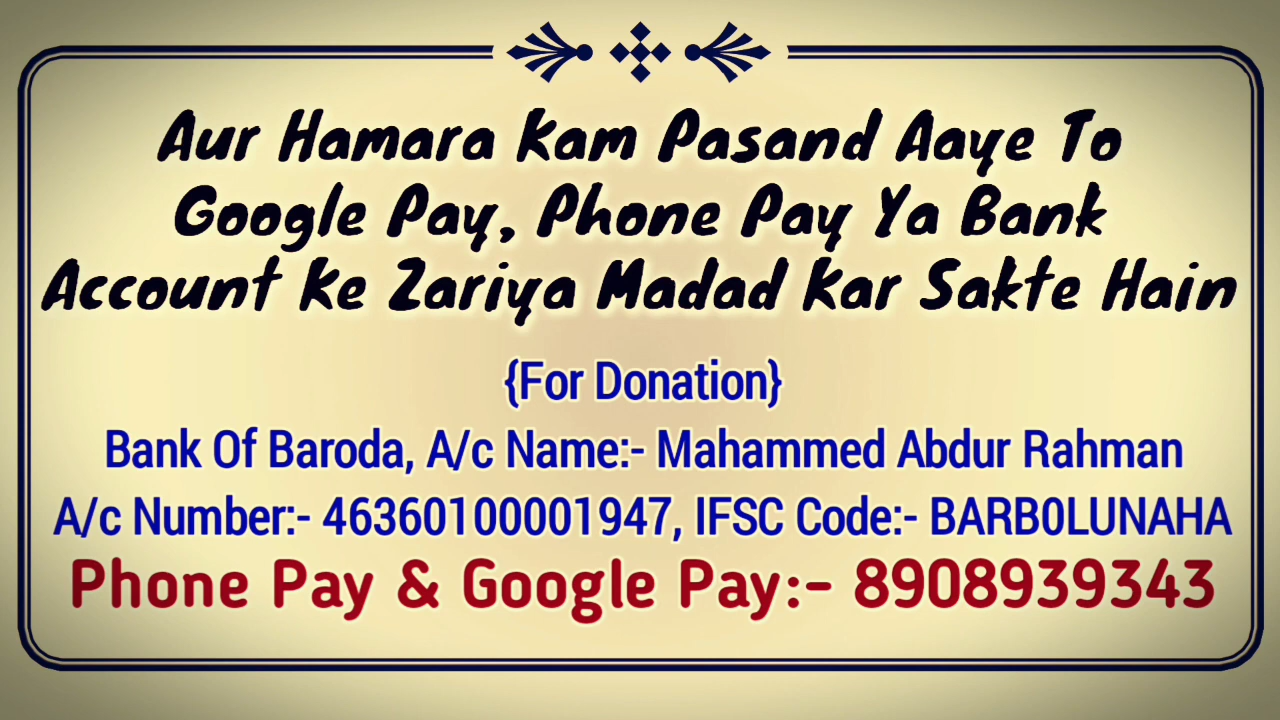 Aur Hamara Kam Pasand Aaye To
Google Pay, Phone Pay Ya Bank
Account Ke Zariya Madad Kar Sakte Hain
{For Donation}
Bank Of Baroda, A/c Name:- Mahammed Abdur Rahman
A/c Number:- 46360100001947, IFSC Code:- BARB0LUNAHA
Phone Pay & Google Pay:- 8908939343